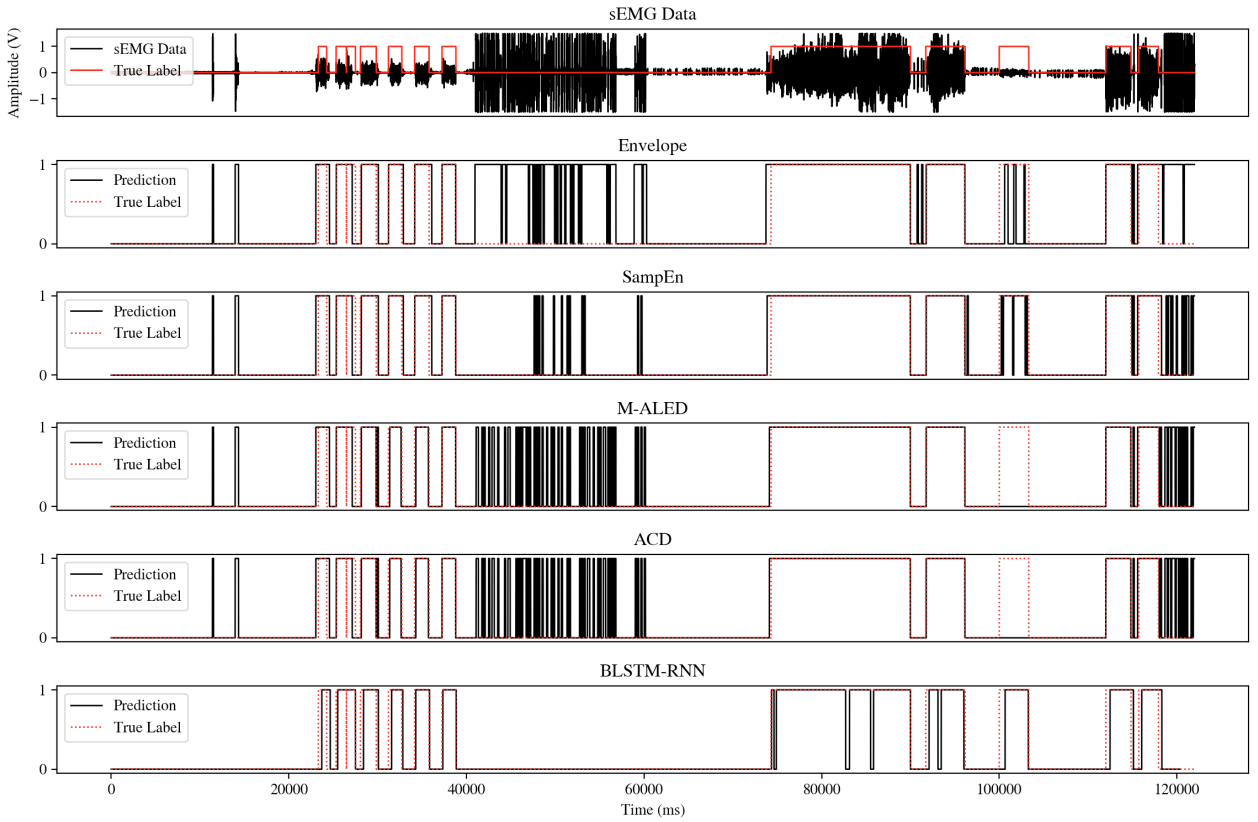 sEMG Data
Amplitude (V)
1
0
−1
sEMG Data
True Label
Envelope
1
0
Prediction
True Label
SampEn
1
0
Prediction
True Label
M-ALED
1
0
Prediction
True Label
ACD
1
0
Prediction
True Label
BLSTM-RNN
1
0
Prediction
True Label
0 20000 40000 60000 80000 100000 120000
Time (ms)